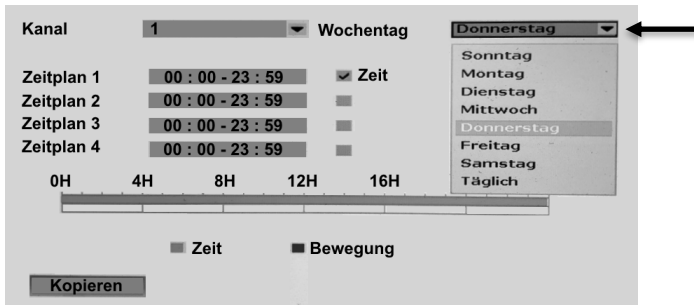 Kanal 1 Wochentag Donnerstag
Sonntag
Montag
Dienstag
Mittwoch
Donnerstag
Freitag
Samstag
Täglich
Zeitplan 1 00 : 00 - 23 : 59 Zeit
Zeitplan 2 00 : 00 - 23 : 59
Zeitplan 3 00 : 00 - 23 : 59
Zeitplan 4 00 : 00 - 23 : 59
0H 4H 8H 12H 16H
Zeit Bewegung
Kopieren